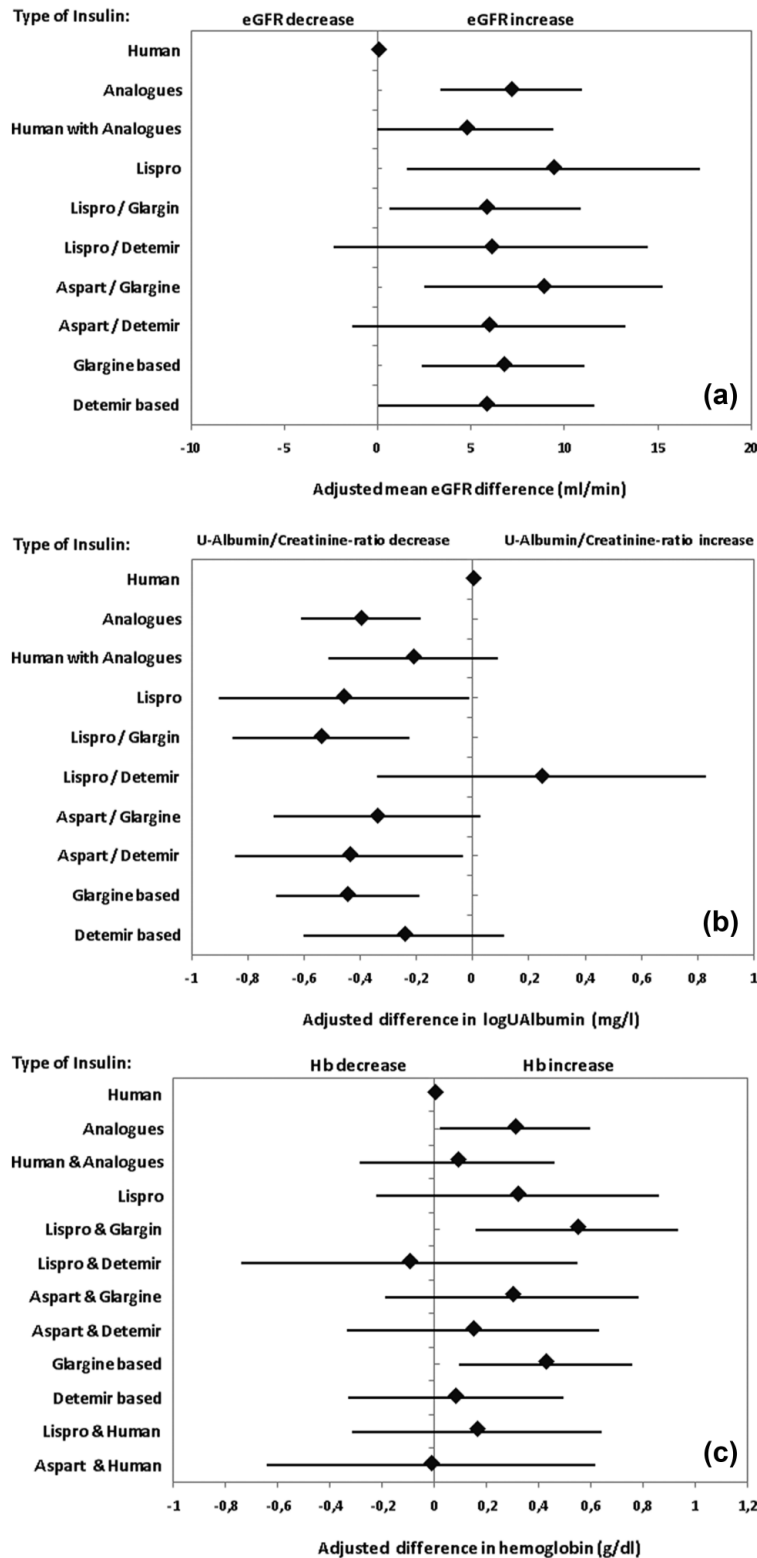 Type of Insulin:
eGFR decrease
eGFR increase
Human
Analogues
Human with Analogues
Lispro
Lispro / Glargin
Lispro / Detemir
Aspart / Glargine
Aspart / Detemir
Glargine based
Detemir based
(a)
-10 -5 0 5 10 15 20
Adjusted mean eGFR difference (ml/min)
Type of Insulin:
U-Albumin/Creatinine-ratio decrease
U-Albumin/Creatinine-ratio increase
Human
Analogues
Human with Analogues
Lispro
Lispro / Glargin
Lispro / Detemir
Aspart / Glargine
Aspart / Detemir
Glargine based
Detemir based
(b)
-1 -0,8 -0,6 -0,4 -0,2 0 0,2 0,4 0,6 0,8 1
Adjusted difference in logUAlbumin (mg/l)
Type of Insulin:
Hb decrease
Hb increase
Human
Analogues
Human & Analogues
Lispro
Lispro & Glargin
Lispro & Detemir
Aspart & Glargine
Aspart & Detemir
Glargine based
Detemir based
Lispro & Human
Aspart & Human
(c)
-1 -0,8 -0,6 -0,4 -0,2 0 0,2 0,4 0,6 0,8 1 1,2
Adjusted difference in hemoglobin (g/dl)